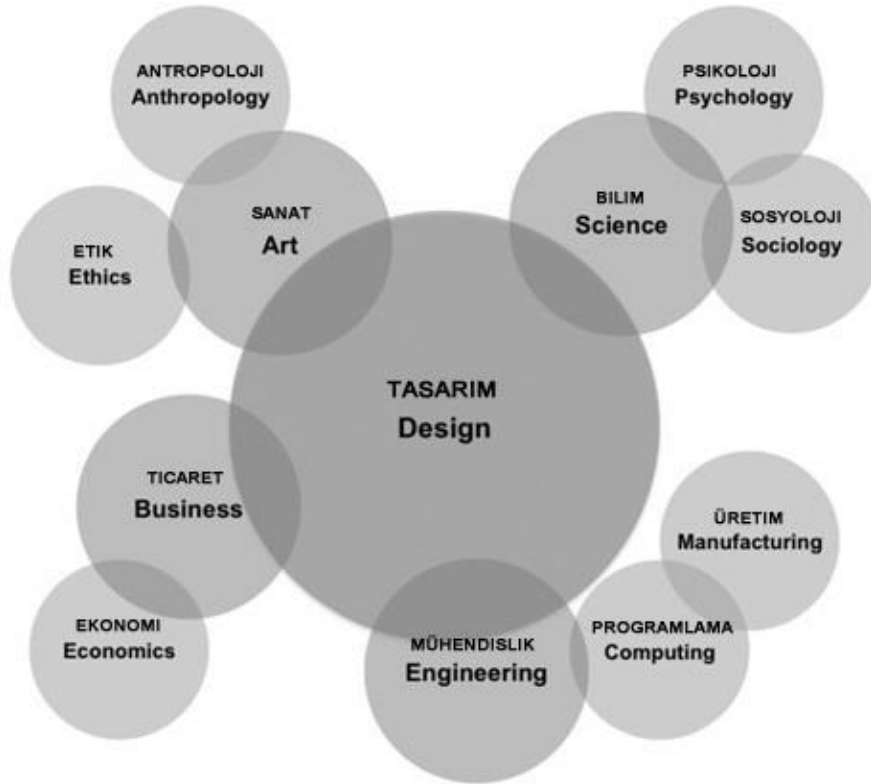 ANTROPOLOJI
Anthropology
PSIKOLOJI
Psychology
SANAT
Art
BILIM
Science
SOSYOLOJI
Sociology
ETIK
Ethics
TASARIM
Design
TICARET
Business
ÜRETIM
Manufacturing
EKONOMI
Economics
MÜHENDISLIK
Engineering
PROGRAMLAMA
Computing